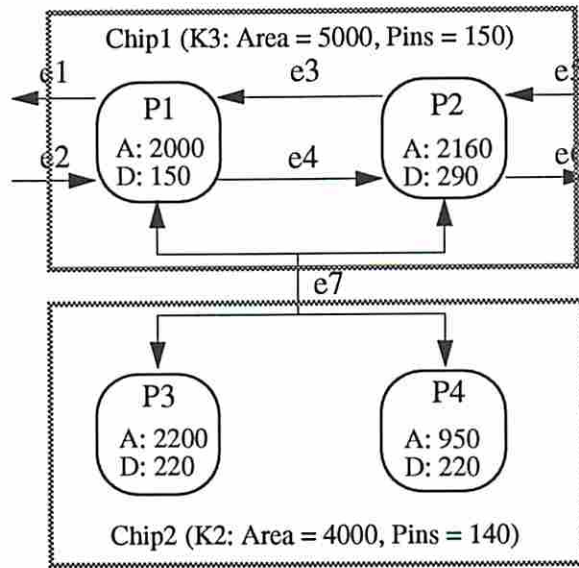 Chip1 (K3: Area = 5000, Pins = 150)
e1
e3
P1
P2
A: 2000
D: 150
A: 2160
D: 290
e2
e4
e7
P3
P4
A: 2200
D: 220
A: 950
D: 220
Chip2 (K2: Area = 4000, Pins = 140)